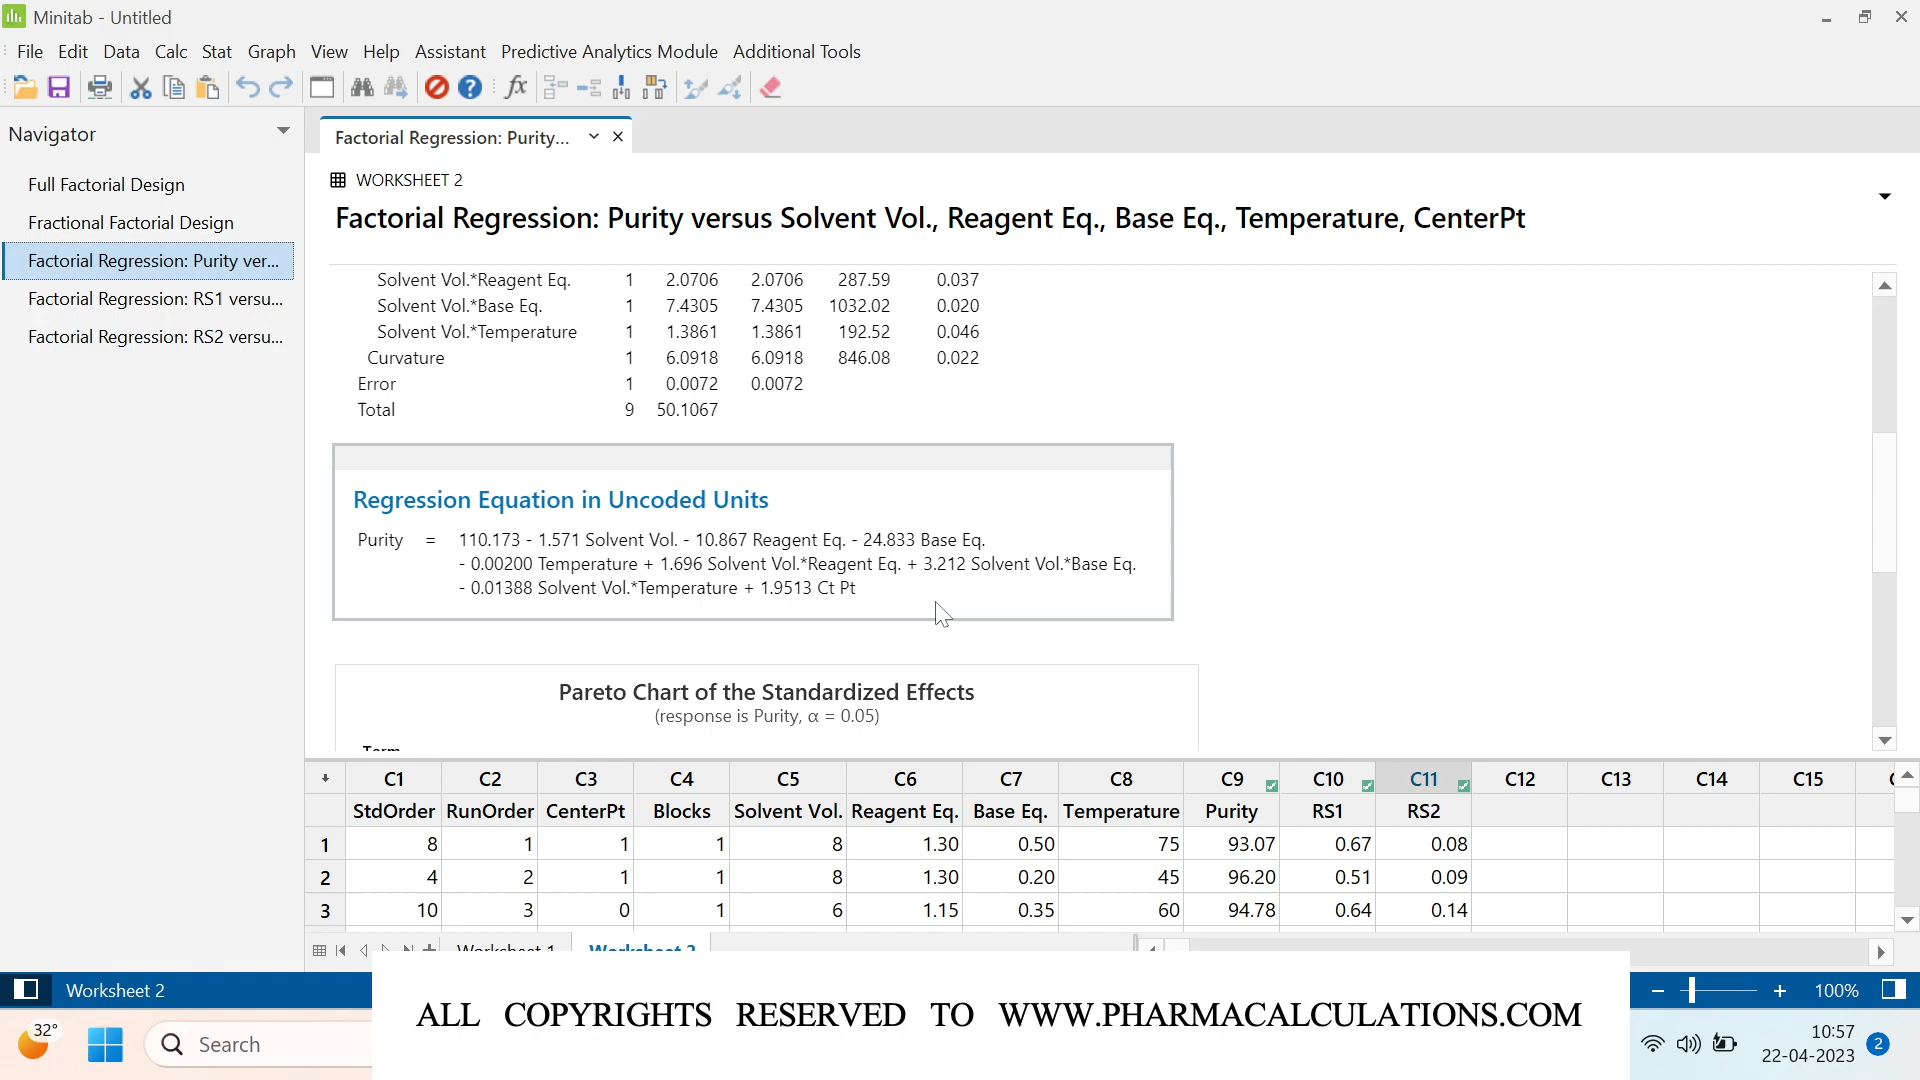 Minitab - Untitled
File Edit Data Calc Stat Graph View Help Assistant Predictive Analytics Module Additional Tools
Navigator
Full Factorial Design
Fractional Factorial Design
Factorial Regression: Purity ver...
Factorial Regression: RS1 versu...
Factorial Regression: RS2 versu...
Factorial Regression: Purity...
WORKSHEET 2
Factorial Regression: Purity versus Solvent Vol., Reagent Eq., Base Eq., Temperature, CenterPt
Solvent Vol.*Reagent Eq. 1 2.0706 2.0706 287.59 0.037
Solvent Vol.*Base Eq. 1 7.4305 7.4305 1032.02 0.020
Solvent Vol.*Temperature 1 1.3861 1.3861 192.52 0.046
Curvature 1 6.0918 6.0918 846.08 0.022
Error 1 0.0072 0.0072
Total 9 50.1067
Regression Equation in Uncoded Units
Purity = 110.173 - 1.571 Solvent Vol. - 10.867 Reagent Eq. - 24.833 Base Eq.
- 0.00200 Temperature + 1.696 Solvent Vol.*Reagent Eq. + 3.212 Solvent Vol.*Base Eq.
- 0.01388 Solvent Vol.*Temperature + 1.9513 Ct Pt
Pareto Chart of the Standardized Effects
(response is Purity, α = 0.05)
Term
C1 C2 C3 C4 C5 C6 C7 C8 C9 C10 C11 C12 C13 C14 C15
StdOrder RunOrder CenterPt Blocks Solvent Vol. Reagent Eq. Base Eq. Temperature Purity RS1 RS2
1 8 1 1 1 8 1.30 0.50 75 93.07 0.67 0.08
2 4 2 1 1 8 1.30 0.20 45 96.20 0.51 0.09
3 10 3 0 1 6 1.15 0.35 60 94.78 0.64 0.14
Worksheet 1 Worksheet 2
Worksheet 2
100%
ALL COPYRIGHTS RESERVED TO WWW.PHARMACALCULATIONS.COM
32°
Search
10:57
22-04-2023
2